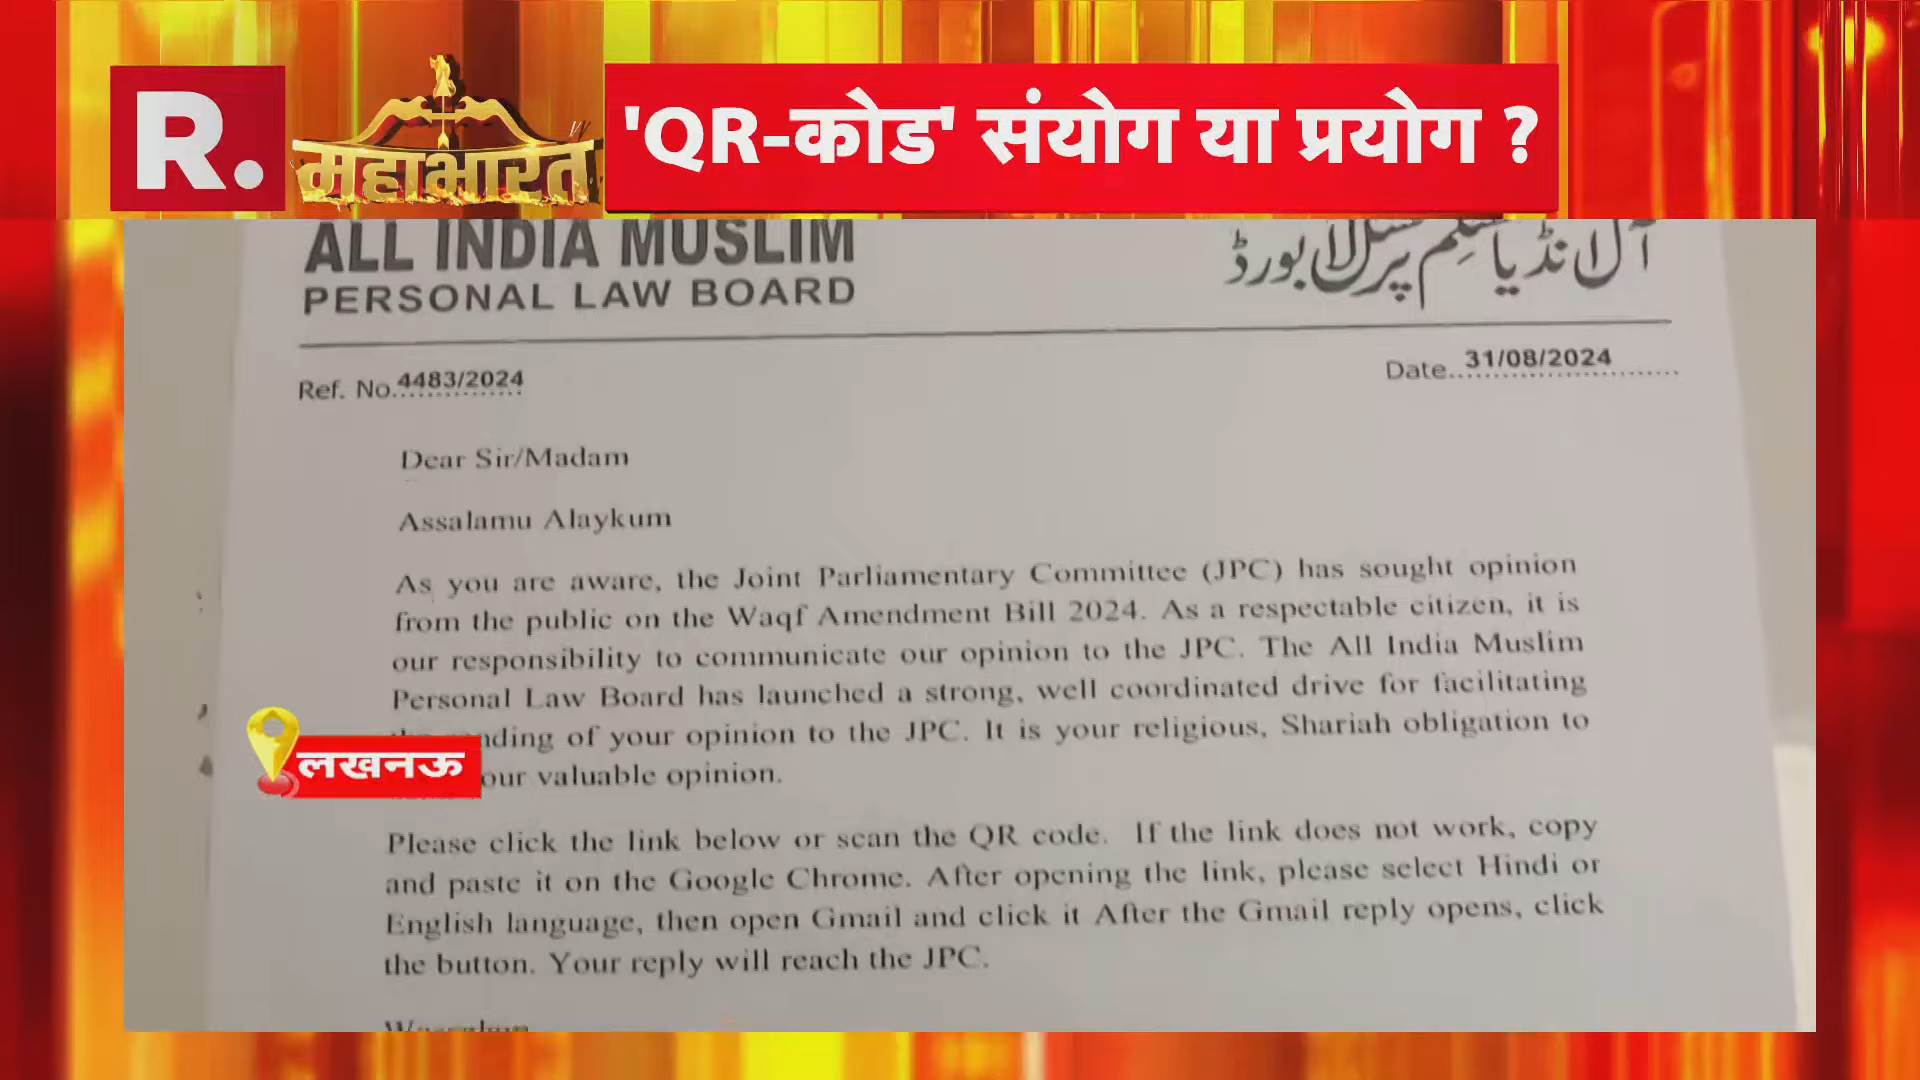 R.
महाभारत
'QR-कोड' संयोग या प्रयोग ?
ALL INDIA MUSLIM
PERSONAL LAW BOARD
آل انڈیا مسلم پرسنل لا بورڈ
Ref. No. 4483/2024
Date. 31/08/2024
Dear Sir/Madam
Assalamu Alaykum
As you are aware, the Joint Parliamentary Committee (JPC) has sought opinion
from the public on the Waqf Amendment Bill 2024. As a respectable citizen, it is
our responsibility to communicate our opinion to the JPC. The All India Muslim
Personal Law Board has launched a strong, well coordinated drive for facilitating
nding of your opinion to the JPC. It is your religious, Shariah obligation to
our valuable opinion.
लखनऊ
Please click the link below or scan the QR code. If the link does not work, copy
and paste it on the Google Chrome. After opening the link, please select Hindi or
English language, then open Gmail and click it After the Gmail reply opens, click
the button. Your reply will reach the JPC.